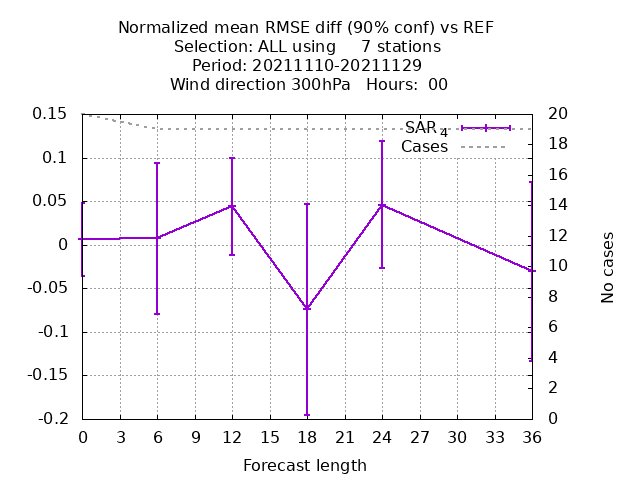 Normalized mean RMSE diff (90% conf) vs REF
Selection: ALL using     7 stations
Period: 20211110-20211129
Wind direction 300hPa   Hours:  00
0.15
0.1
0.05
0
-0.05
-0.1
-0.15
-0.2
SAR 4
Cases
20
18
16
14
12
10
8
6
4
2
0
No cases
0 3 6 9 12 15 18 21 24 27 30 33 36
Forecast length